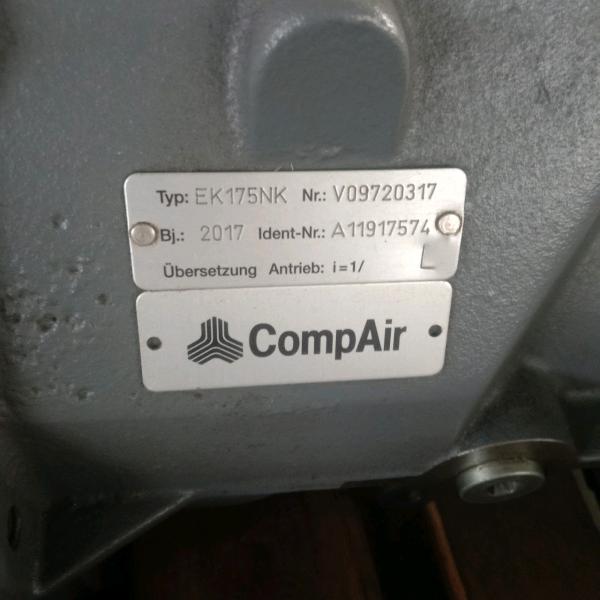 Typ: EK175NK Nr.: V09720317
Bj.: 2017 Ident-Nr.: A11917574
Übersetzung Antrieb: i=1/
CompAir